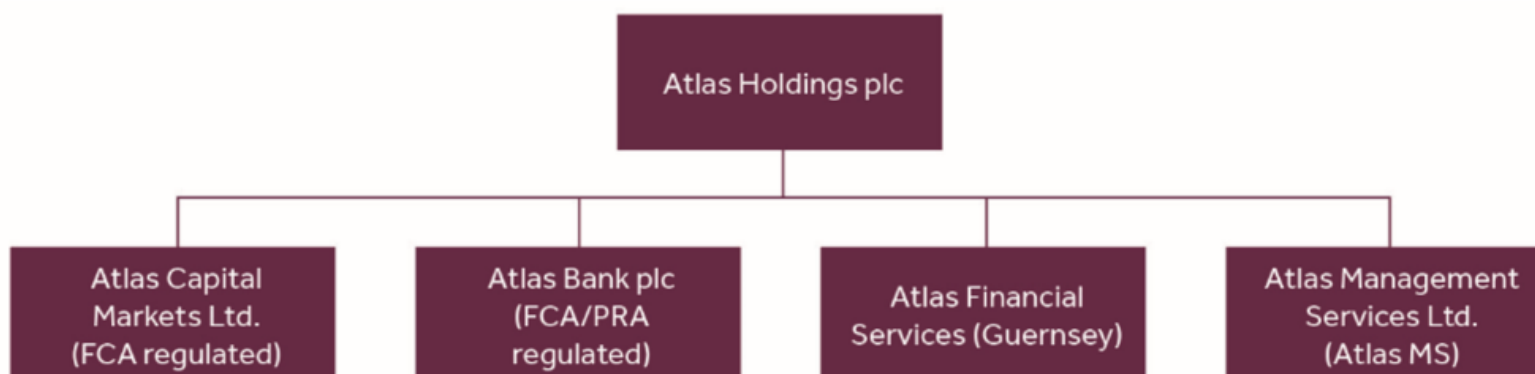 Atlas Holdings plc
Atlas Capital
Markets Ltd.
(FCA regulated)
Atlas Bank plc
(FCA/PRA
regulated)
Atlas Financial
Services (Guernsey)
Atlas Management
Services Ltd.
(Atlas MS)